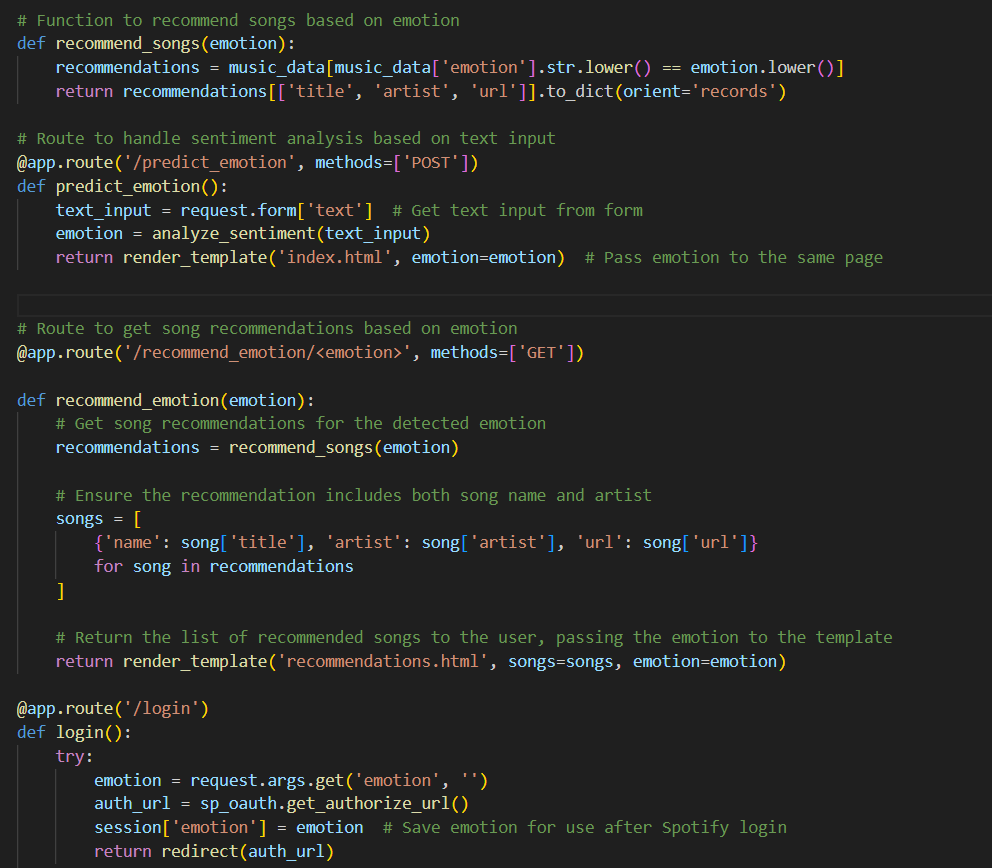 # Function to recommend songs based on emotion
def recommend_songs(emotion):
    recommendations = music_data[music_data['emotion'].str.lower() == emotion.lower()]
    return recommendations[['title', 'artist', 'url']].to_dict(orient='records')

# Route to handle sentiment analysis based on text input
@app.route('/predict_emotion', methods=['POST'])
def predict_emotion():
    text_input = request.form['text']  # Get text input from form
    emotion = analyze_sentiment(text_input)
    return render_template('index.html', emotion=emotion)  # Pass emotion to the same page


# Route to get song recommendations based on emotion
@app.route('/recommend_emotion/<emotion>', methods=['GET'])

def recommend_emotion(emotion):
    # Get song recommendations for the detected emotion
    recommendations = recommend_songs(emotion)

    # Ensure the recommendation includes both song name and artist
    songs = [
        {'name': song['title'], 'artist': song['artist'], 'url': song['url']}
        for song in recommendations
    ]

    # Return the list of recommended songs to the user, passing the emotion to the template
    return render_template('recommendations.html', songs=songs, emotion=emotion)

@app.route('/login')
def login():
    try:
        emotion = request.args.get('emotion', '')
        auth_url = sp_oauth.get_authorize_url()
        session['emotion'] = emotion  # Save emotion for use after Spotify login
        return redirect(auth_url)